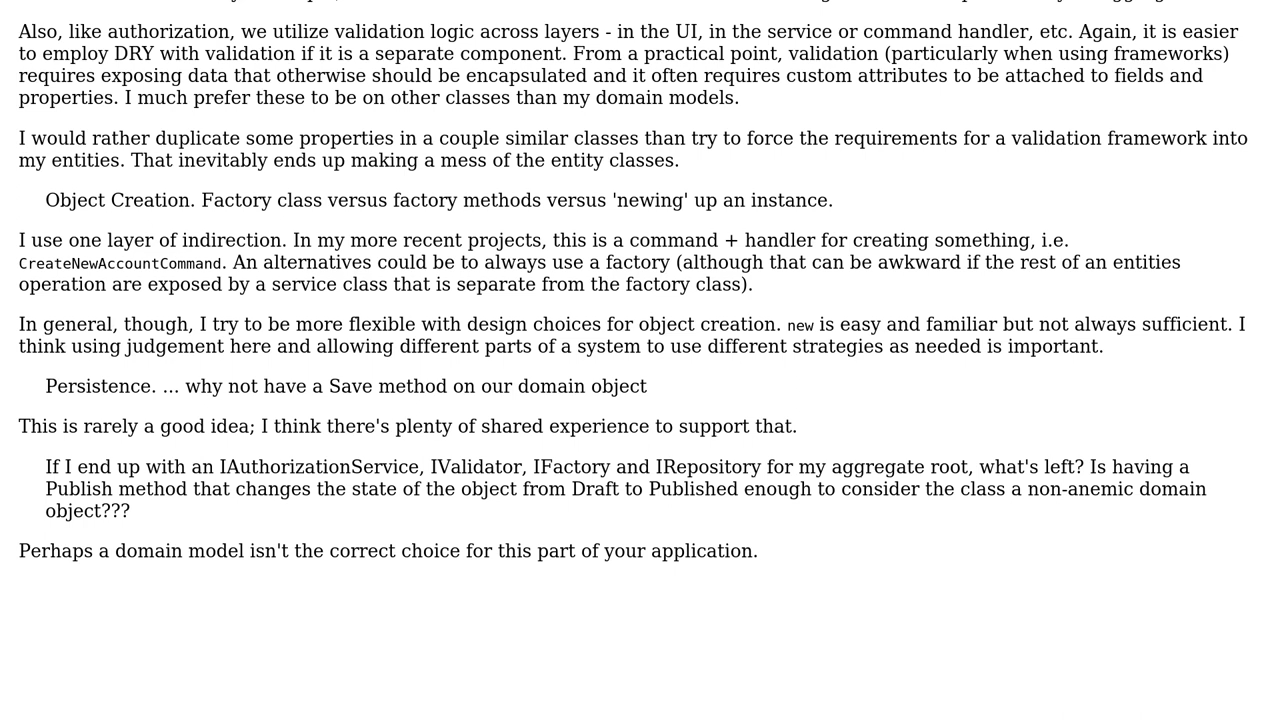 Also, like authorization, we utilize validation logic across layers - in the UI, in the service or command handler, etc. Again, it is easier
to employ DRY with validation if it is a separate component. From a practical point, validation (particularly when using frameworks)
requires exposing data that otherwise should be encapsulated and it often requires custom attributes to be attached to fields and
properties. I much prefer these to be on other classes than my domain models.
I would rather duplicate some properties in a couple similar classes than try to force the requirements for a validation framework into
my entities. That inevitably ends up making a mess of the entity classes.
Object Creation. Factory class versus factory methods versus 'newing' up an instance.
I use one layer of indirection. In my more recent projects, this is a command + handler for creating something, i.e.
CreateNewAccountCommand. An alternatives could be to always use a factory (although that can be awkward if the rest of an entities
operation are exposed by a service class that is separate from the factory class).
In general, though, I try to be more flexible with design choices for object creation. new is easy and familiar but not always sufficient. I
think using judgement here and allowing different parts of a system to use different strategies as needed is important.
Persistence. ... why not have a Save method on our domain object
This is rarely a good idea; I think there's plenty of shared experience to support that.
If I end up with an IAuthorizationService, IValidator, IFactory and IRepository for my aggregate root, what's left? Is having a
Publish method that changes the state of the object from Draft to Published enough to consider the class a non-anemic domain
object???
Perhaps a domain model isn't the correct choice for this part of your application.